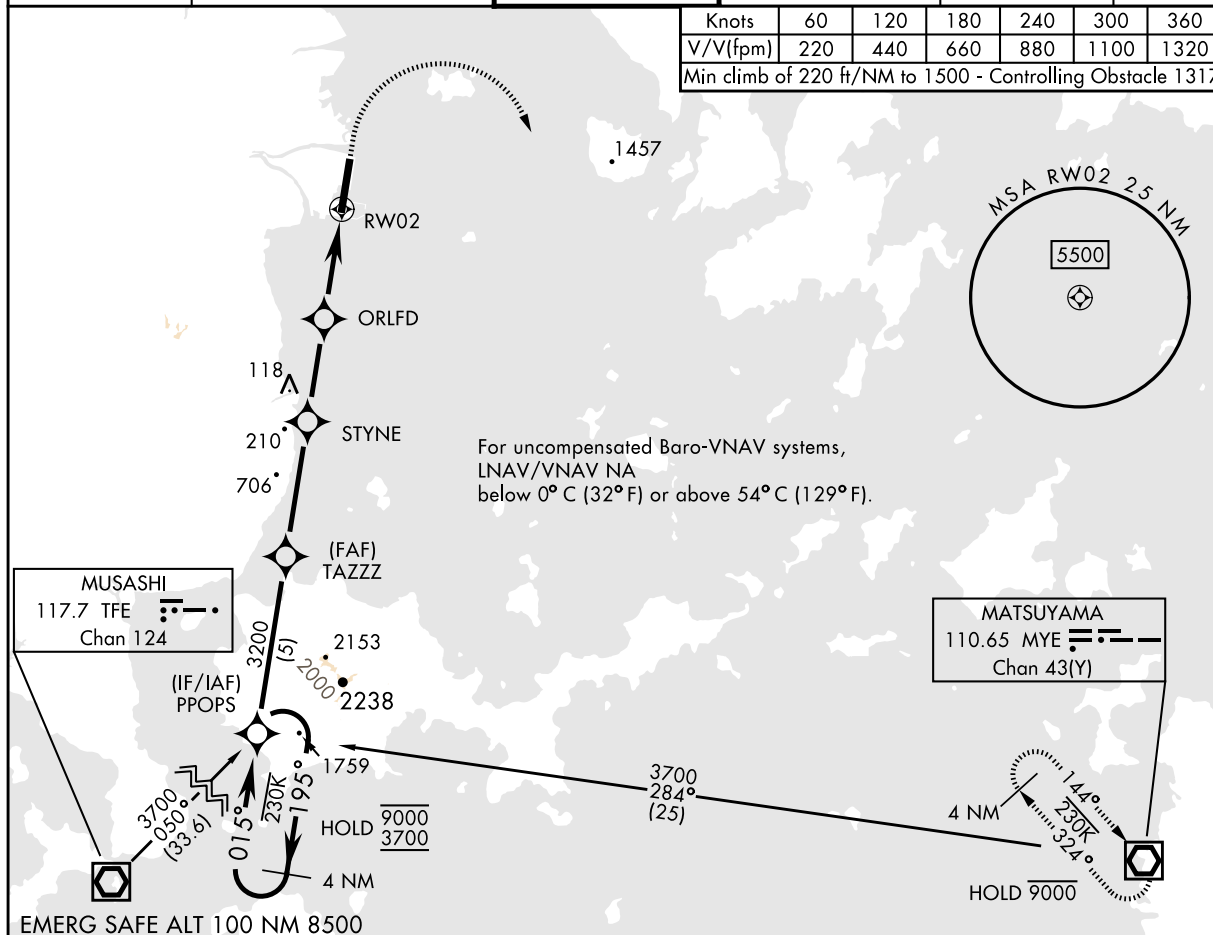 Knots 60 120 180 240 300 360
V/V(fpm) 220 440 660 880 1100 1320
Min climb of 220 ft/NM to 1500 - Controlling Obstacle 1317
1457
MSA RW02 25 NM
5500
RW02
ORLFD
118
STYNE
210
706
For uncompensated Baro-VNAV systems,
LNAV/VNAV NA
below 0° C (32° F) or above 54° C (129° F).
(FAF)
TAZZZ
MUSASHI
117.7 TFE
Chan 124
MATSUYAMA
110.65 MYE
Chan 43(Y)
3200
(5)
2153
2000
2238
(IF/IAF)
PPOPS
1759
3700
050°
(33.6)
015°
230K
195°
HOLD 9000
3700
4 NM
3700
284°
(25)
4 NM
144°
230K
324°
HOLD 9000
EMERG SAFE ALT 100 NM 8500